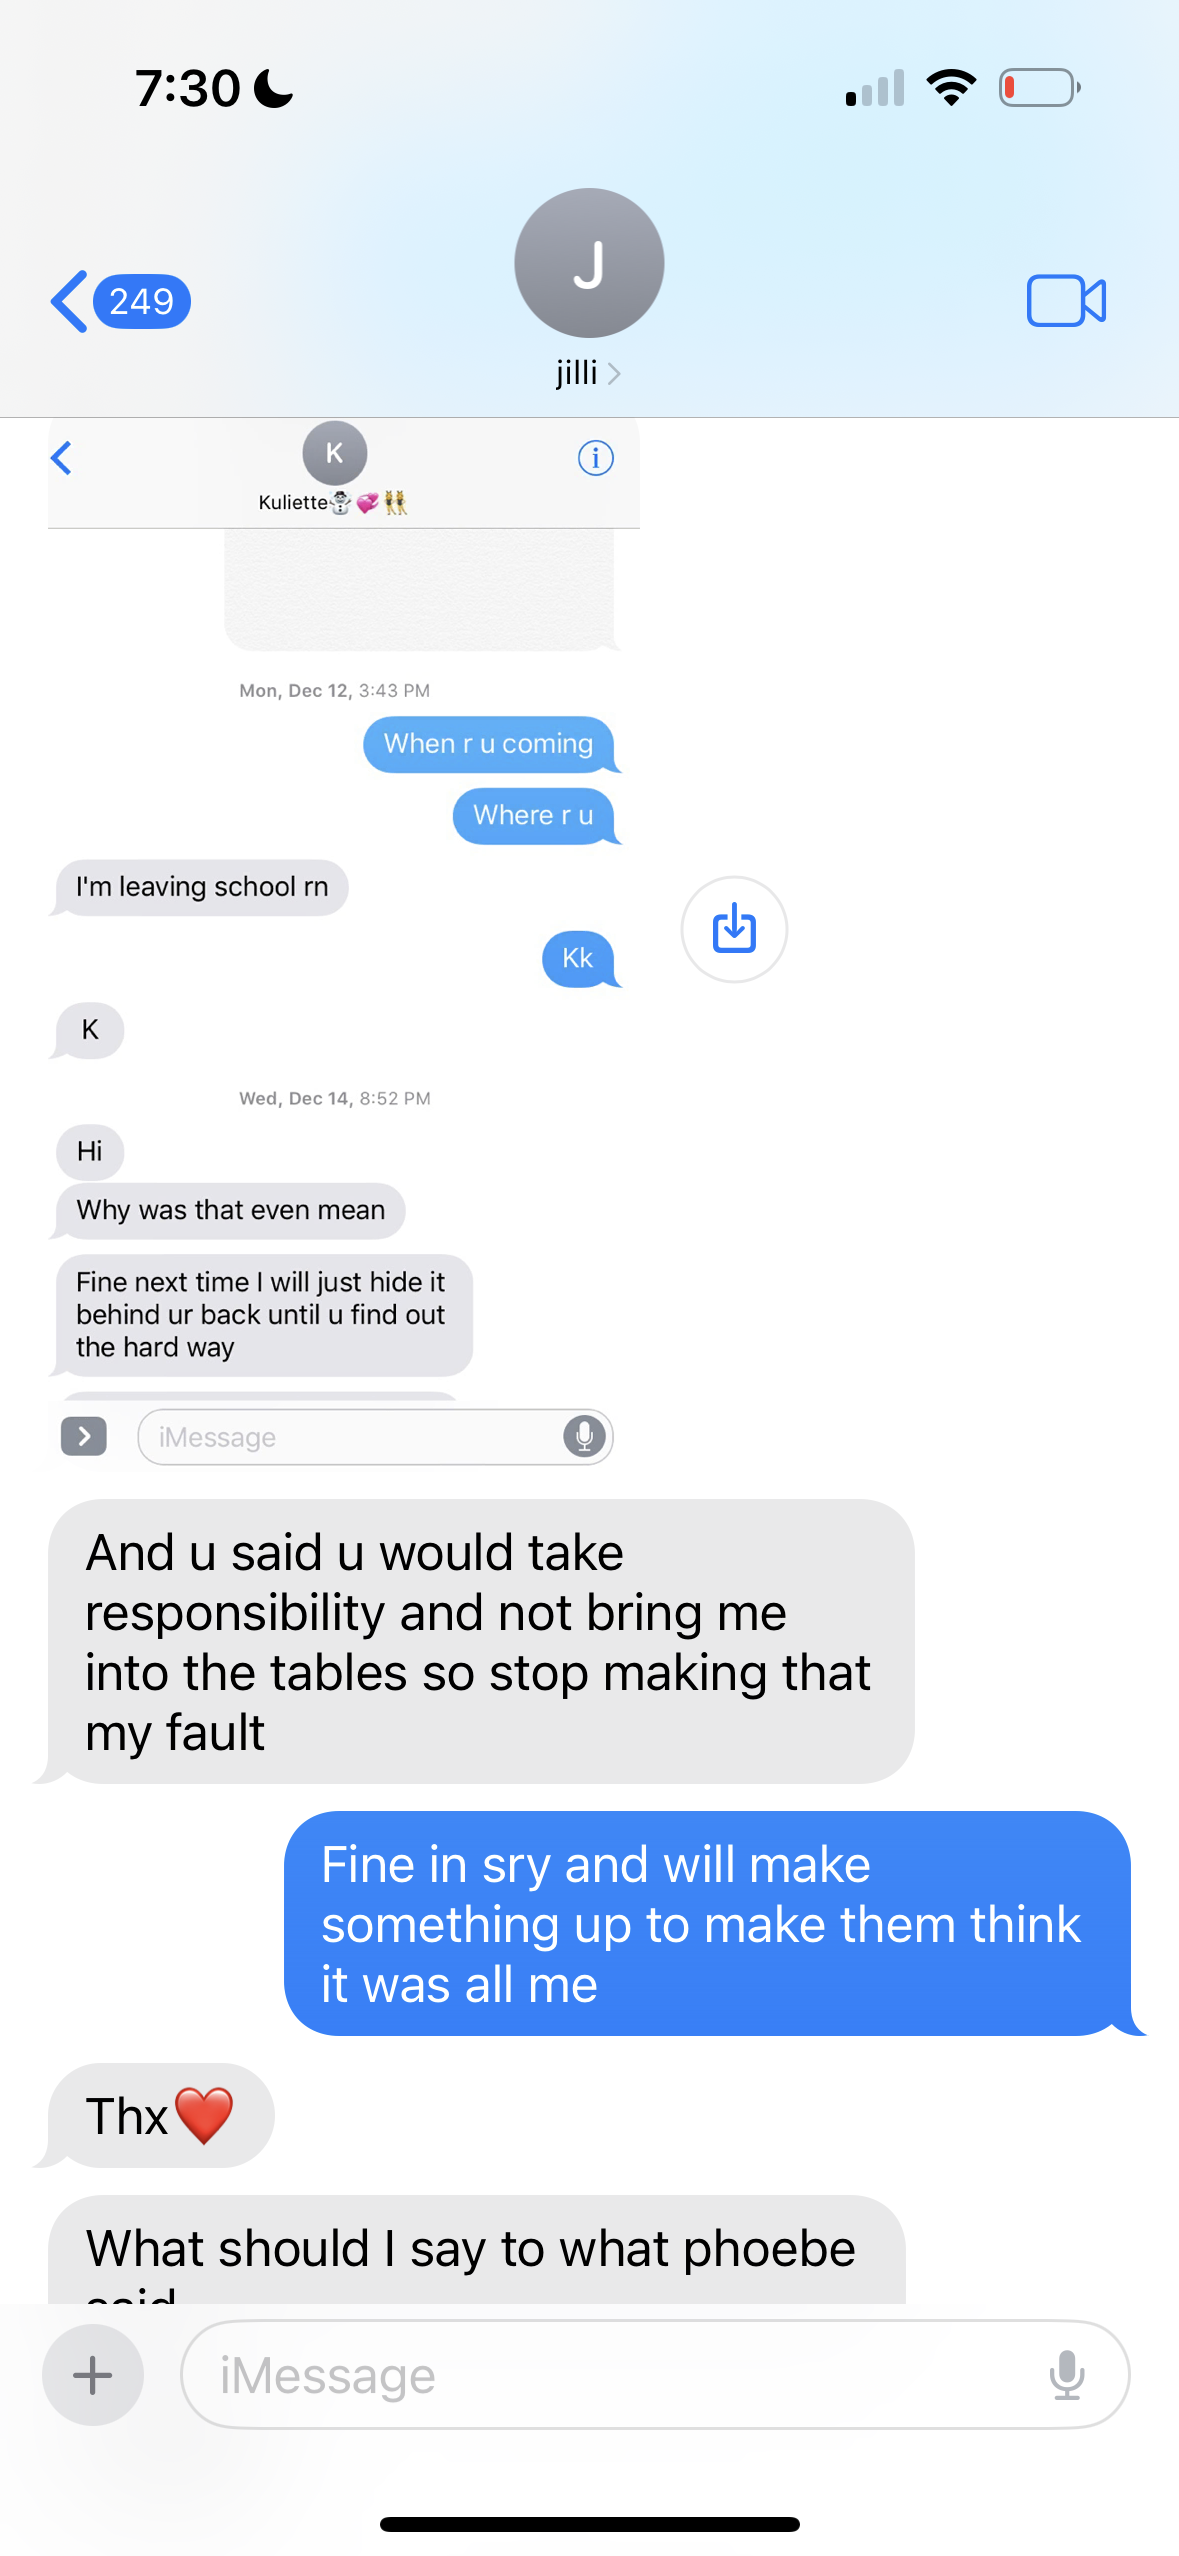 7:30
249
J
jilli
K
Kuliette☃️💞👯
Mon, Dec 12, 3:43 PM
When r u coming
Where r u
I'm leaving school rn
Kk
K
Wed, Dec 14, 8:52 PM
Hi
Why was that even mean
Fine next time I will just hide it
behind ur back until u find out
the hard way
iMessage
And u said u would take
responsibility and not bring me
into the tables so stop making that
my fault
Fine in sry and will make
something up to make them think
it was all me
Thx❤️
What should I say to what phoebe
said
iMessage